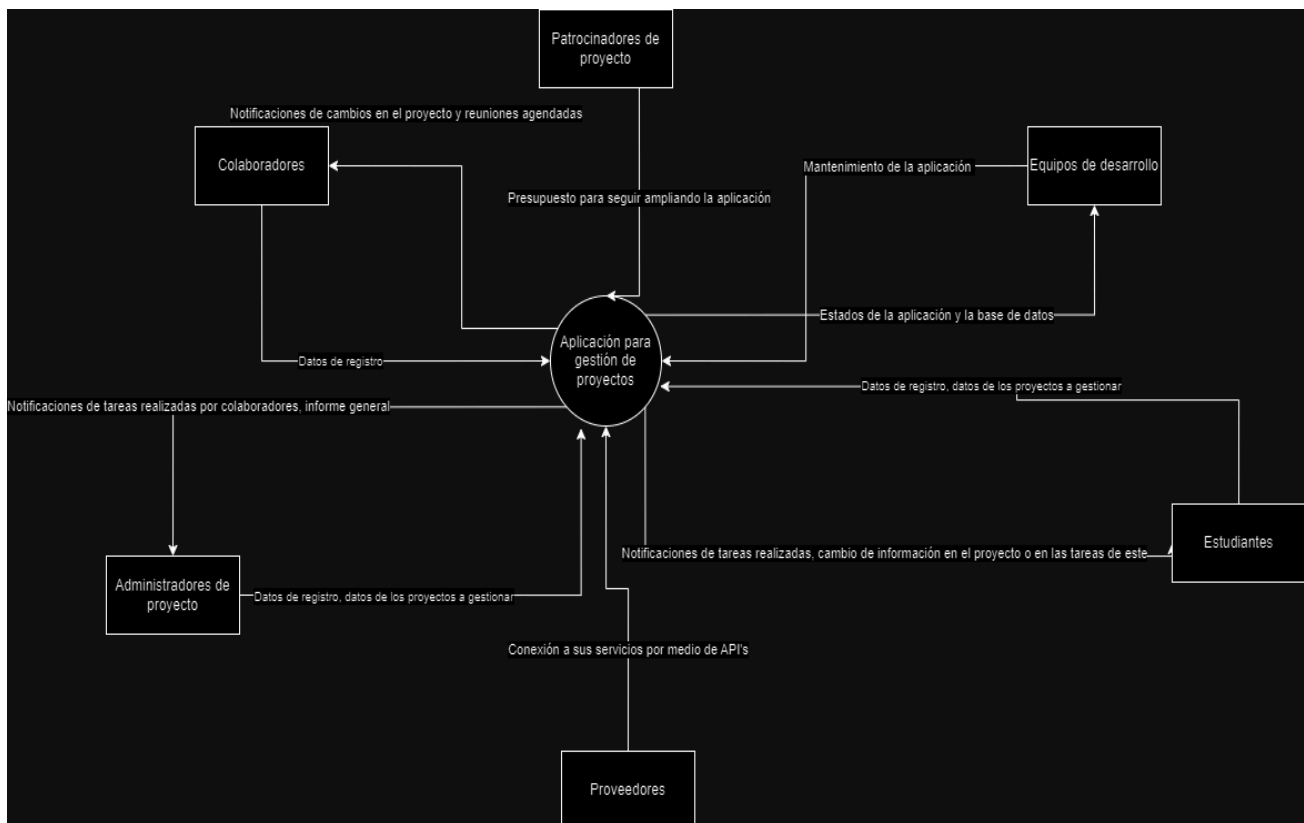 Patrocinadores de
proyecto
Notificaciones de cambios en el proyecto y reuniones agendadas
Colaboradores
Mantenimiento de la aplicación
Equipos de desarrollo
Presupuesto para seguir ampliando la aplicación
Estados de la aplicación y la base de datos
Aplicación para
gestión de
proyectos
Datos de registro
Datos de registro, datos de los proyectos a gestionar
Notificaciones de tareas realizadas por colaboradores, informe general
Estudiantes
Notificaciones de tareas realizadas, cambio de información en el proyecto o en las tareas de este
Administradores de
proyecto
Datos de registro, datos de los proyectos a gestionar
Conexión a sus servicios por medio de API's
Proveedores